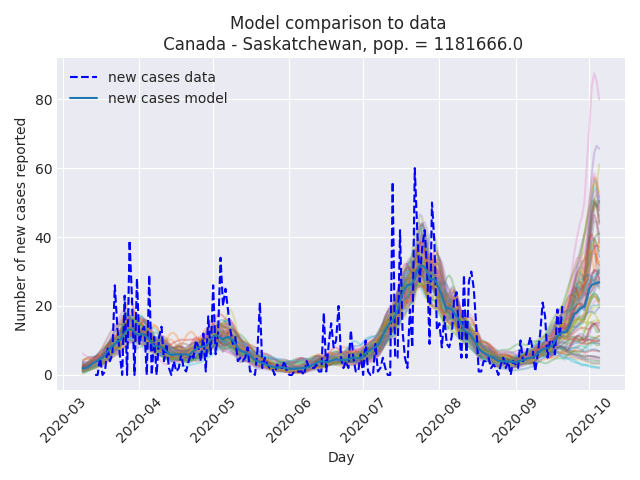 Model comparison to data
Canada - Saskatchewan, pop. = 1181666.0
new cases data
new cases model
Number of new cases reported
80
60
40
20
0
2020-03
2020-04
2020-05
2020-06
2020-07
2020-08
2020-09
2020-10
Day